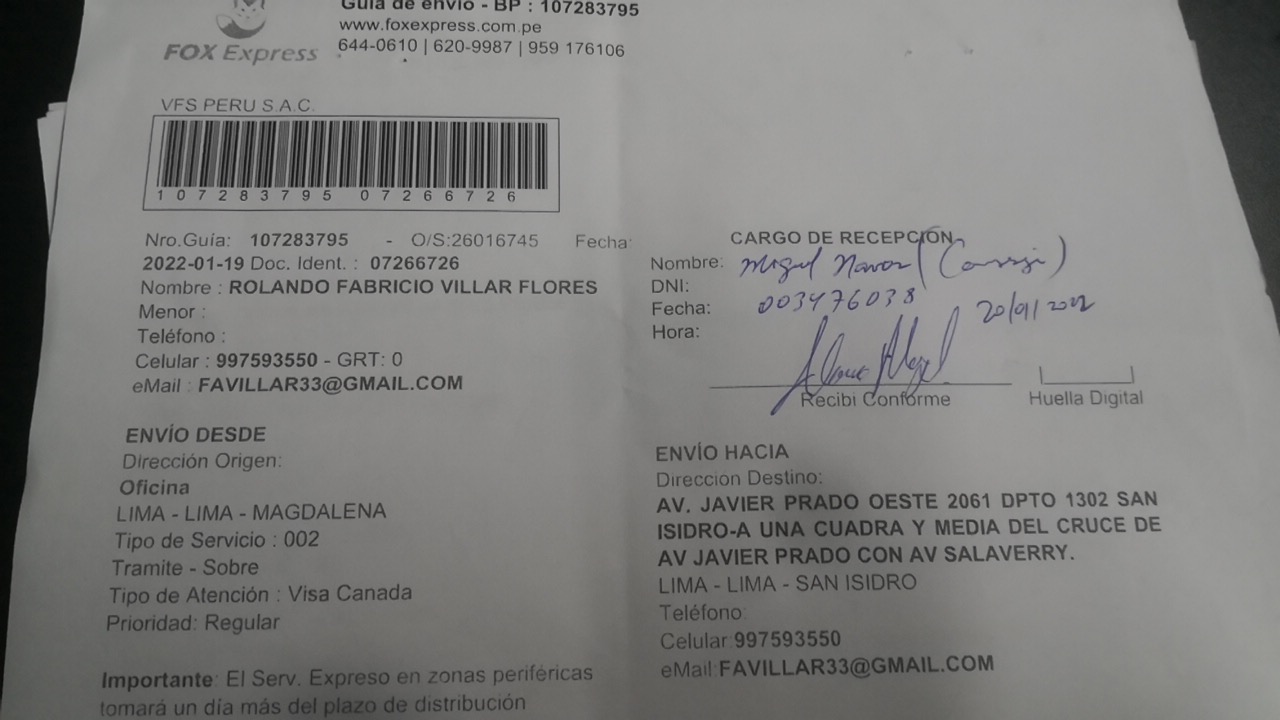 Guía de envío - BP : 107283795
www.foxexpress.com.pe
644-0610 | 620-9987 | 959 176106
FOX Express
VFS PERU S.A.C.
107283795 07266726
Nro.Guía: 107283795 - O/S:26016745 Fecha:
2022-01-19 Doc. Ident. : 07266726
Nombre : ROLANDO FABRICIO VILLAR FLORES
Menor :
Teléfono :
Celular : 997593550 - GRT: 0
eMail : FAVILLAR33@GMAIL.COM
ENVÍO DESDE
Dirección Origen:
Oficina
LIMA - LIMA - MAGDALENA
Tipo de Servicio : 002
Tramite - Sobre
Tipo de Atención : Visa Canada
Prioridad: Regular
Importante: El Serv. Expreso en zonas periféricas
tomará un día más del plazo de distribución
CARGO DE RECEPCIÓN
Nombre:
DNI: 003476038
Fecha: 20/01/2022
Hora:
Recibi Conforme
Huella Digital
ENVÍO HACIA
Direccion Destino:
AV. JAVIER PRADO OESTE 2061 DPTO 1302 SAN
ISIDRO-A UNA CUADRA Y MEDIA DEL CRUCE DE
AV JAVIER PRADO CON AV SALAVERRY.
LIMA - LIMA - SAN ISIDRO
Teléfono:
Celular:997593550
eMail:FAVILLAR33@GMAIL.COM